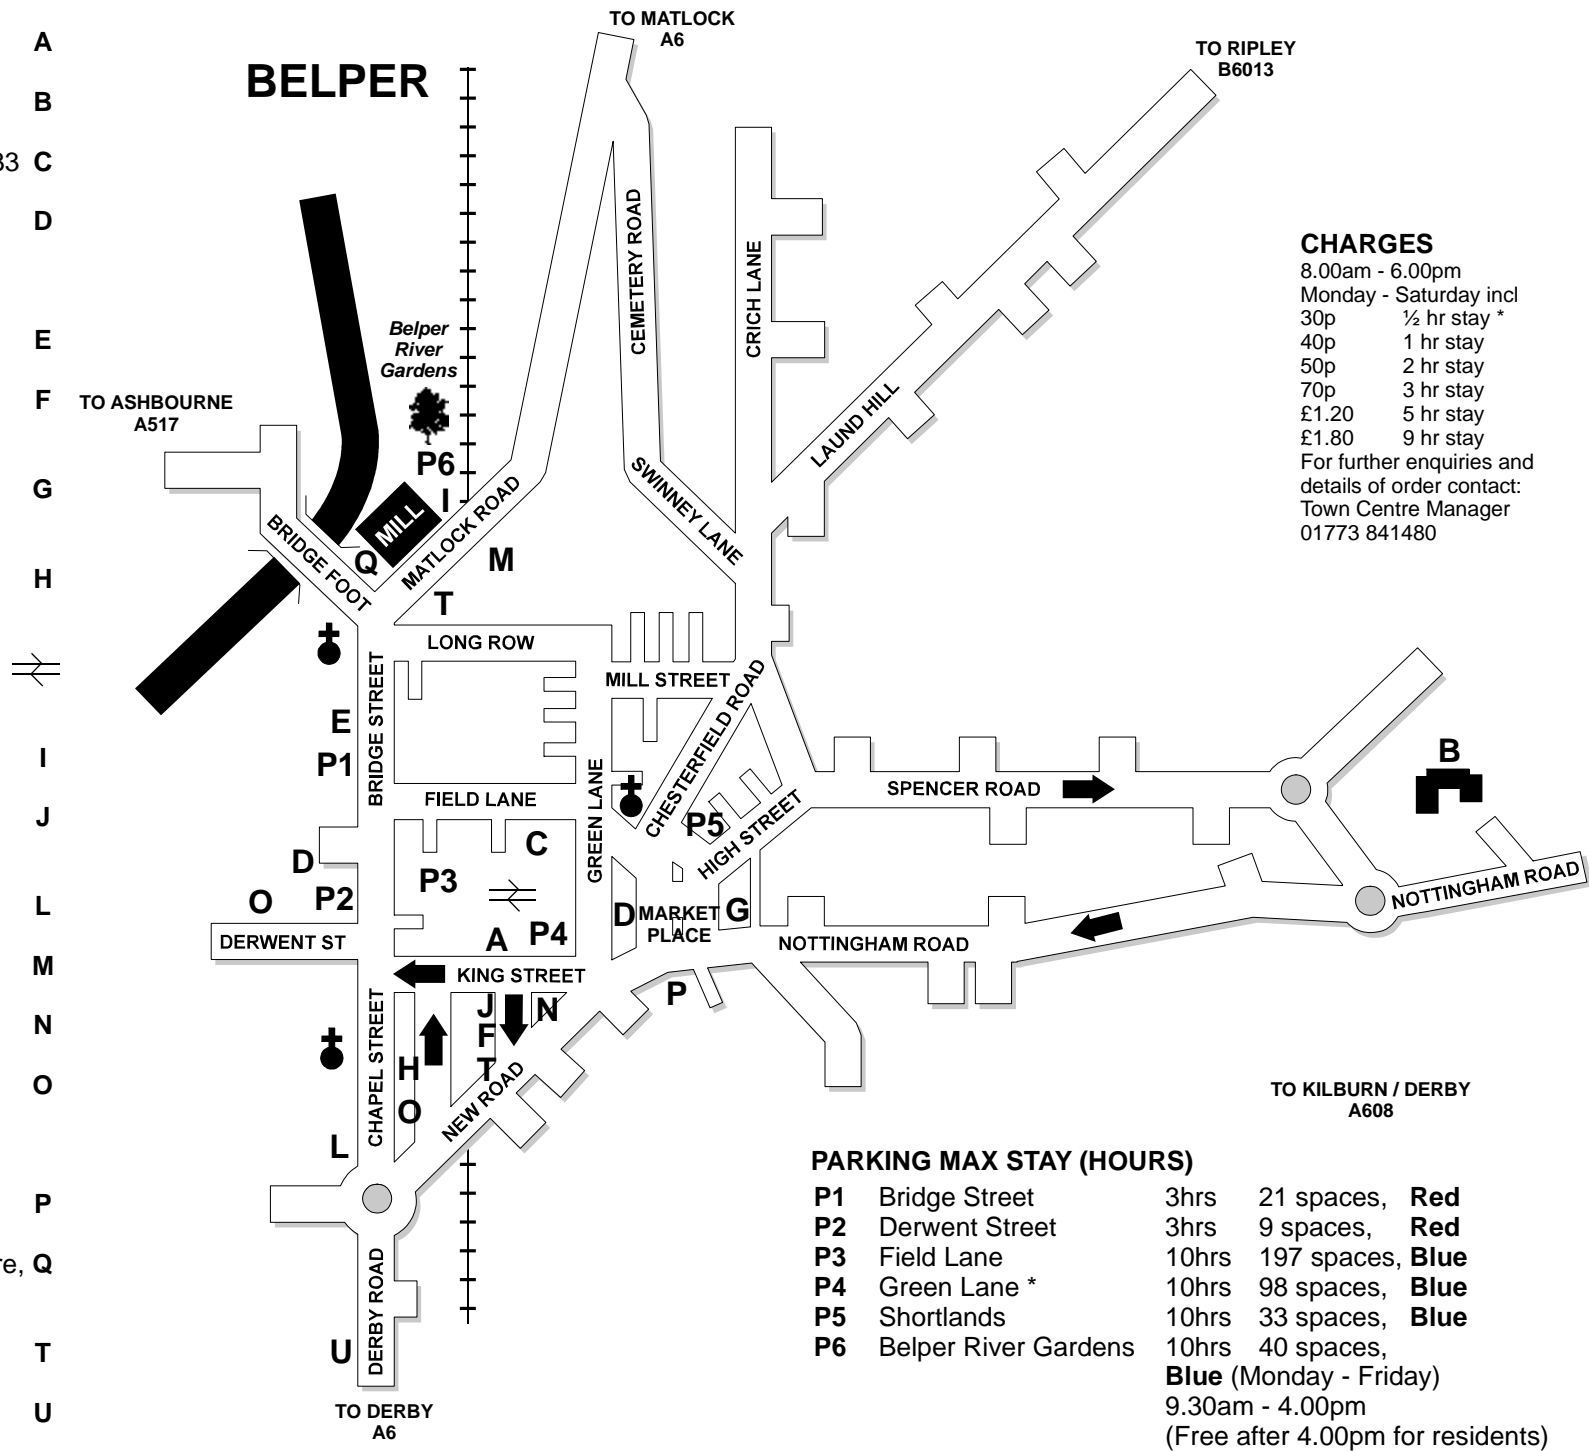 A
B
33 C
D
E
F
G
H
I
J
L
M
N
O
P
re, Q
T
U
BELPER
TO MATLOCK
A6
TO RIPLEY
B6013
CEMETERY ROAD
CRICH LANE
LAUND HILL
SWINNEY LANE
CHARGES
8.00am - 6.00pm
Monday - Saturday incl
30p ½ hr stay *
40p 1 hr stay
50p 2 hr stay
70p 3 hr stay
£1.20 5 hr stay
£1.80 9 hr stay
For further enquiries and
details of order contact:
Town Centre Manager
01773 841480
Belper
River
Gardens
TO ASHBOURNE
A517
P6
I
MILL
MATLOCK ROAD
BRIDGE FOOT
Q
M
T
LONG ROW
MILL STREET
BRIDGE STREET
E
P1
FIELD LANE
GREEN LANE
CHESTERFIELD ROAD
P5
HIGH STREET
SPENCER ROAD
B
C
D
P3
O
P2
DERWENT ST
A
P4
D
MARKET
PLACE
G
NOTTINGHAM ROAD
NOTTINGHAM ROAD
KING STREET
CHAPEL STREET
J
F
T
N
P
H
O
NEW ROAD
L
DERBY ROAD
U
TO DERBY
A6
TO KILBURN / DERBY
A608
PARKING MAX STAY (HOURS)
P1 Bridge Street 3hrs 21 spaces, Red
P2 Derwent Street 3hrs 9 spaces, Red
P3 Field Lane 10hrs 197 spaces, Blue
P4 Green Lane * 10hrs 98 spaces, Blue
P5 Shortlands 10hrs 33 spaces, Blue
P6 Belper River Gardens 10hrs 40 spaces,
Blue (Monday - Friday)
9.30am - 4.00pm
(Free after 4.00pm for residents)